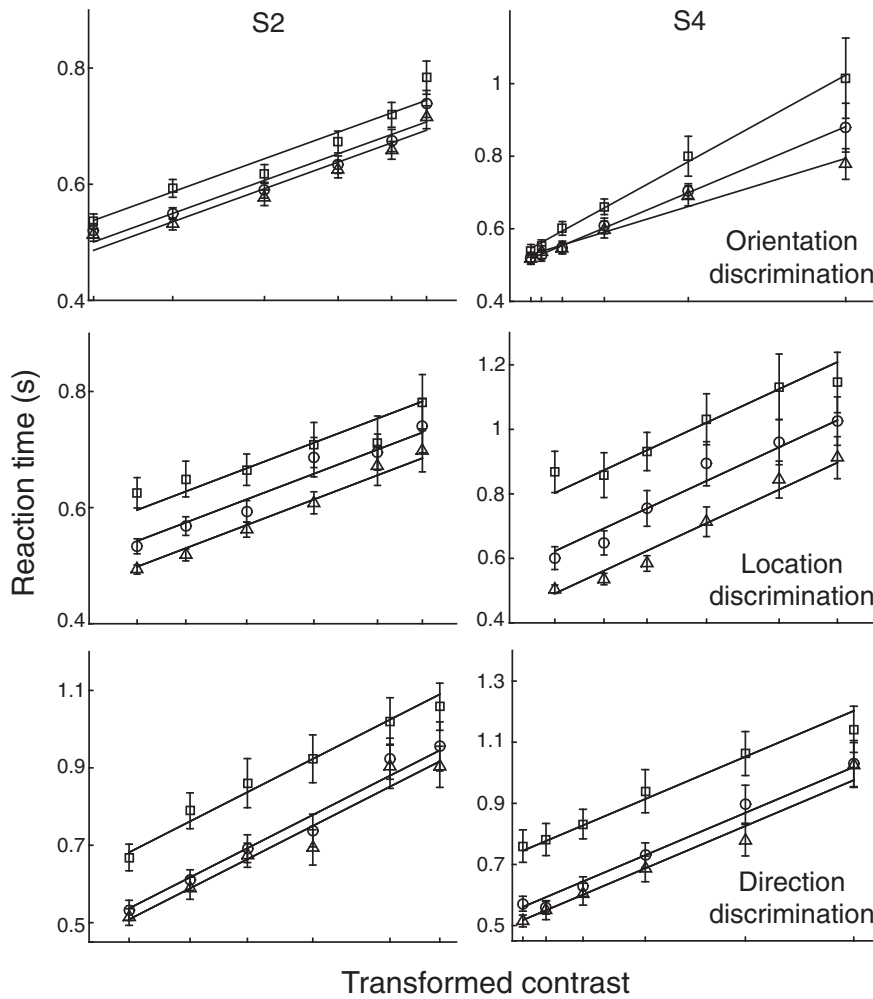 S2
S4
0.8
0.6
0.4
1
0.8
0.6
0.4
Orientation
discrimination
0.8
0.6
0.4
1.2
1
0.8
0.6
0.4
Location
discrimination
1.1
0.9
0.7
0.5
1.3
1.1
0.9
0.7
0.5
Direction
discrimination
Reaction time (s)
Transformed contrast